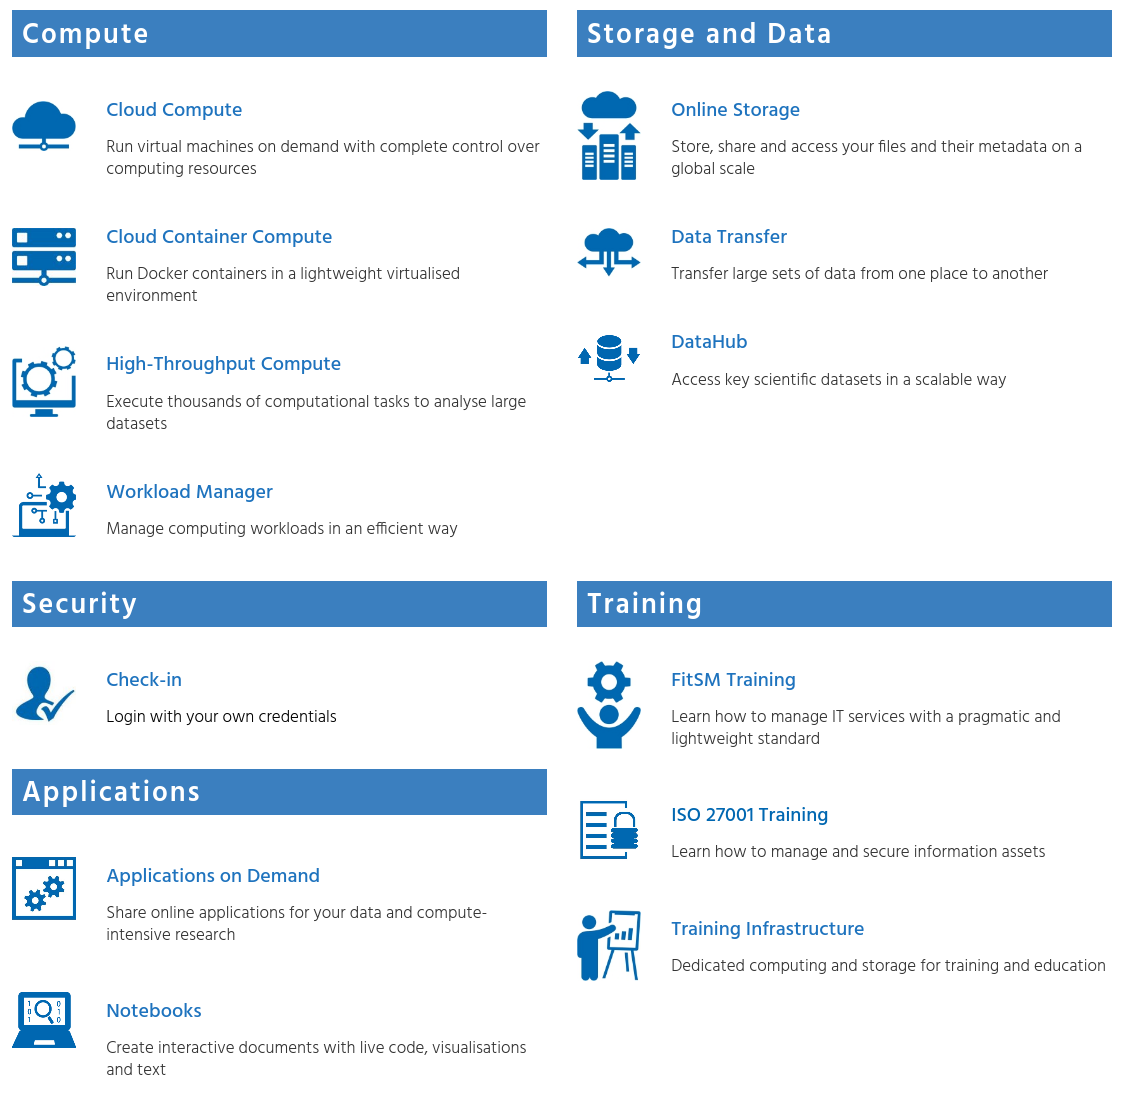 Compute
Cloud Compute
Run virtual machines on demand with complete control over
computing resources
Cloud Container Compute
Run Docker containers in a lightweight virtualised
environment
High-Throughput Compute
Execute thousands of computational tasks to analyse large
datasets
Workload Manager
Manage computing workloads in an efficient way
Storage and Data
Online Storage
Store, share and access your files and their metadata on a
global scale
Data Transfer
Transfer large sets of data from one place to another
DataHub
Access key scientific datasets in a scalable way
Security
Check-in
Login with your own credentials
Applications
Applications on Demand
Share online applications for your data and compute-
intensive research
Notebooks
Create interactive documents with live code, visualisations
and text
Training
FitSM Training
Learn how to manage IT services with a pragmatic and
lightweight standard
ISO 27001 Training
Learn how to manage and secure information assets
Training Infrastructure
Dedicated computing and storage for training and education